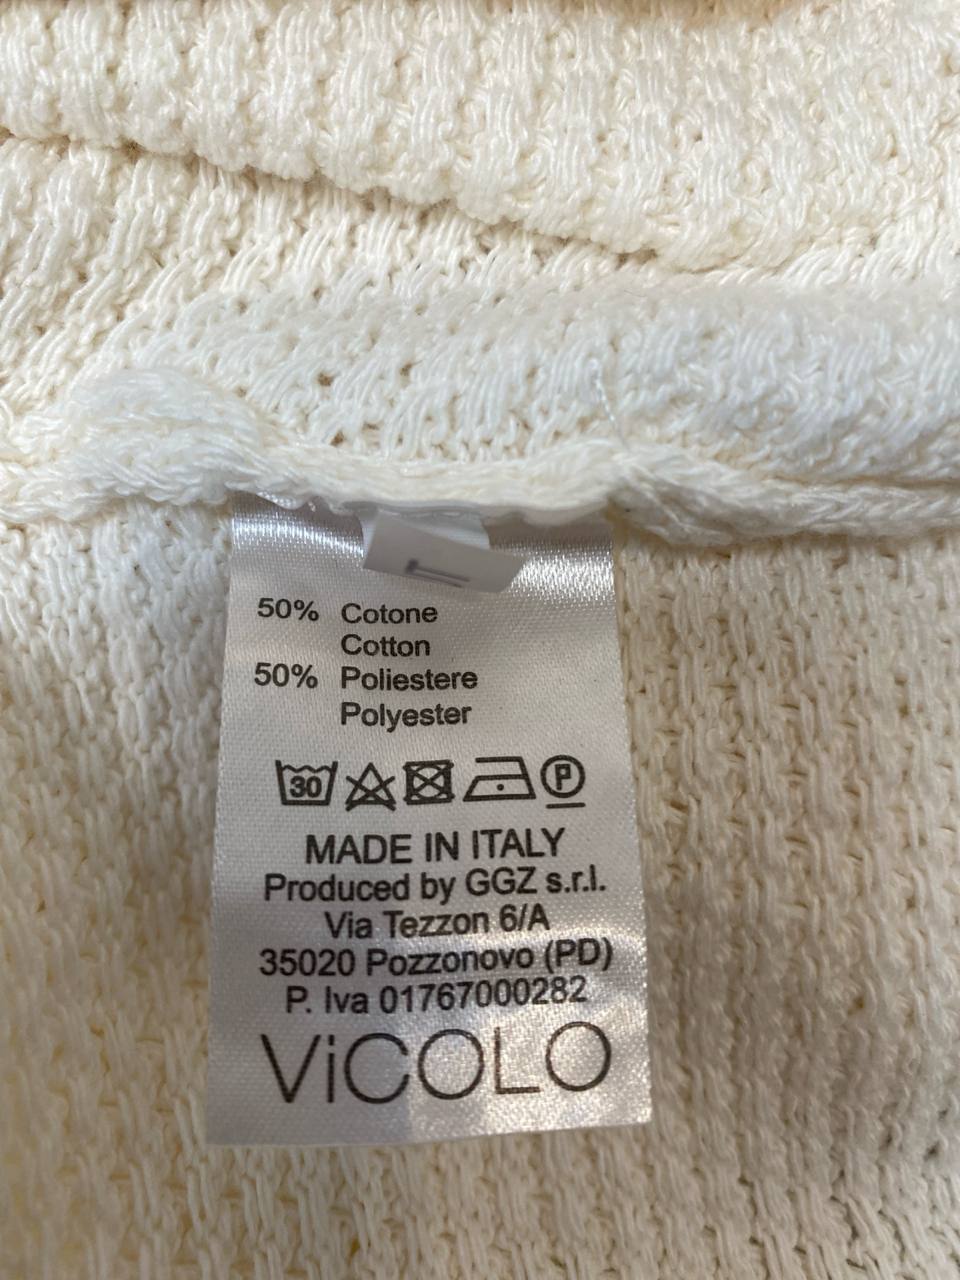 50% Cotone
Cotton
50% Poliestere
Polyester
30 P
MADE IN ITALY
Produced by GGZ s.r.l.
Via Tezzon 6/A
35020 Pozzonovo (PD)
P. Iva 01767000282
ViCOLO